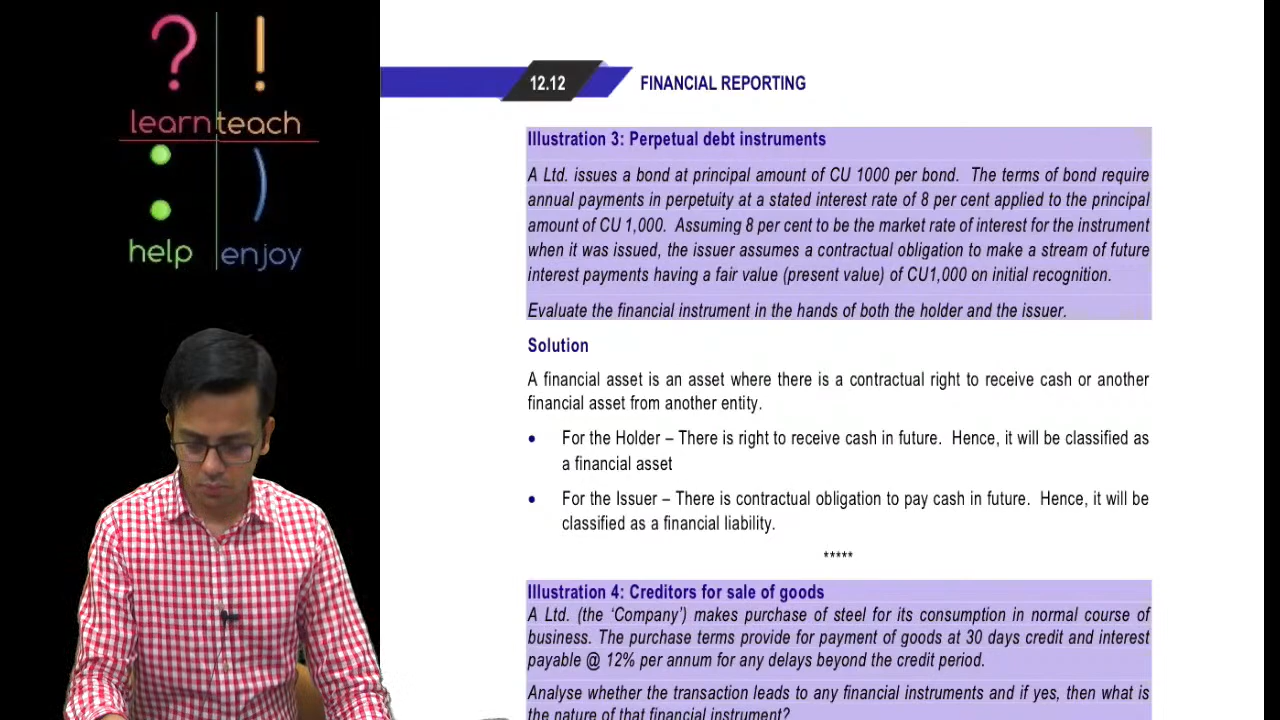 ? !
learn teach
: )
help enjoy
12.12 FINANCIAL REPORTING
Illustration 3: Perpetual debt instruments
A Ltd. issues a bond at principal amount of CU 1000 per bond. The terms of bond require
annual payments in perpetuity at a stated interest rate of 8 per cent applied to the principal
amount of CU 1,000. Assuming 8 per cent to be the market rate of interest for the instrument
when it was issued, the issuer assumes a contractual obligation to make a stream of future
interest payments having a fair value (present value) of CU1,000 on initial recognition.
Evaluate the financial instrument in the hands of both the holder and the issuer.
Solution
A financial asset is an asset where there is a contractual right to receive cash or another
financial asset from another entity.
• For the Holder – There is right to receive cash in future. Hence, it will be classified as
a financial asset
• For the Issuer – There is contractual obligation to pay cash in future. Hence, it will be
classified as a financial liability.
*****
Illustration 4: Creditors for sale of goods
A Ltd. (the ‘Company’) makes purchase of steel for its consumption in normal course of
business. The purchase terms provide for payment of goods at 30 days credit and interest
payable @ 12% per annum for any delays beyond the credit period.
Analyse whether the transaction leads to any financial instruments and if yes, then what is
the nature of that financial instrument?